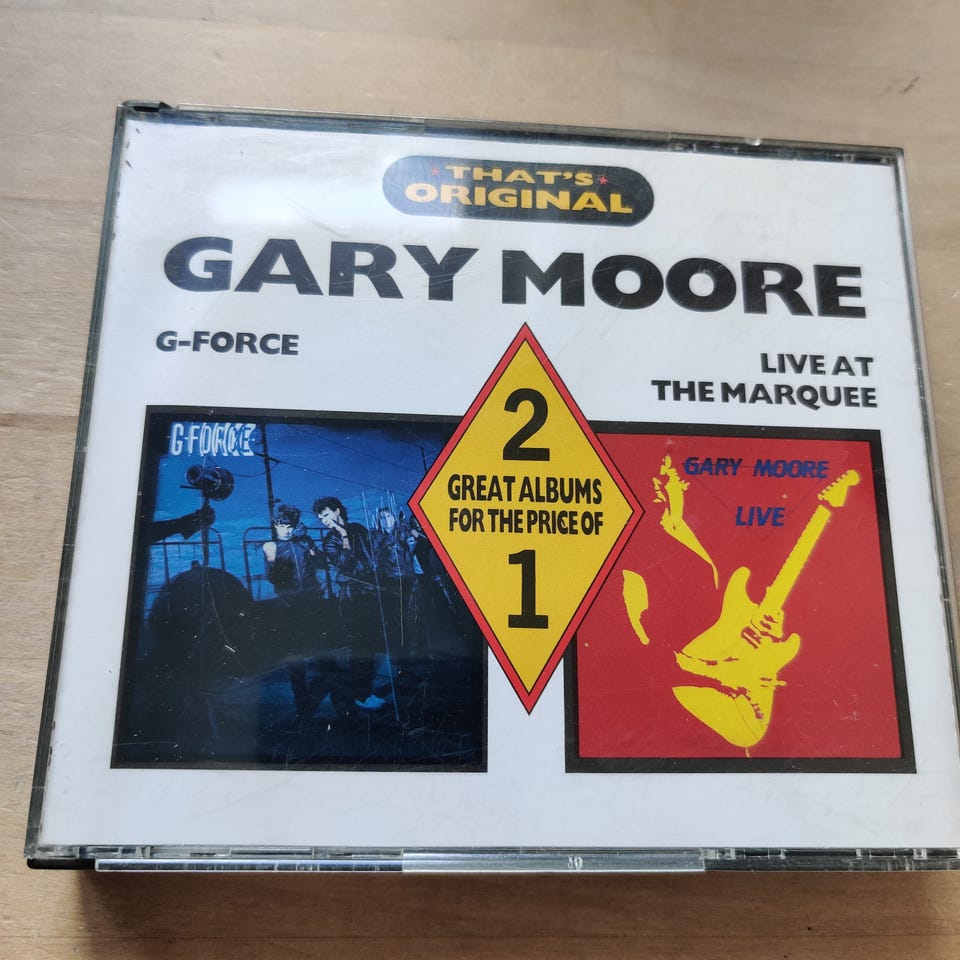 THAT'S
ORIGINAL
GARY MOORE
G-FORCE
LIVE AT
THE MARQUEE
2
GREAT ALBUMS
FOR THE PRICE OF
1
G-FORCE
GARY MOORE
LIVE